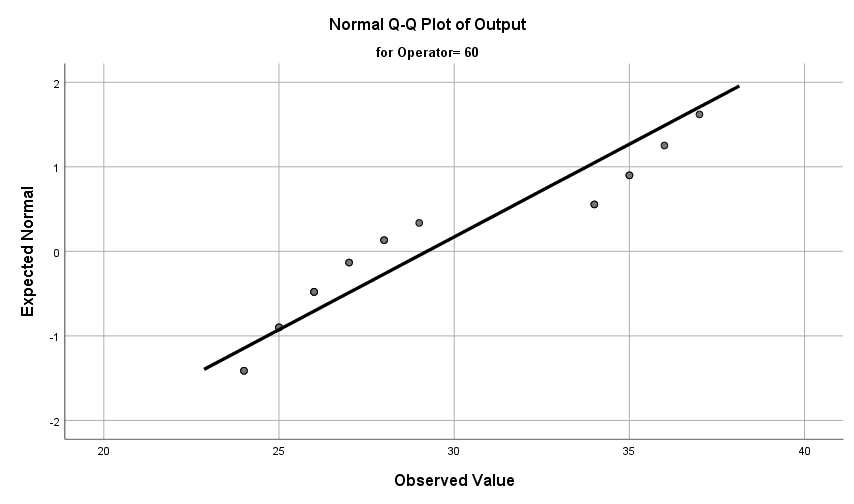 Normal Q-Q Plot of Output
for Operator= 60
Expected Normal
2
1
0
-1
-2
20 25 30 35 40
Observed Value